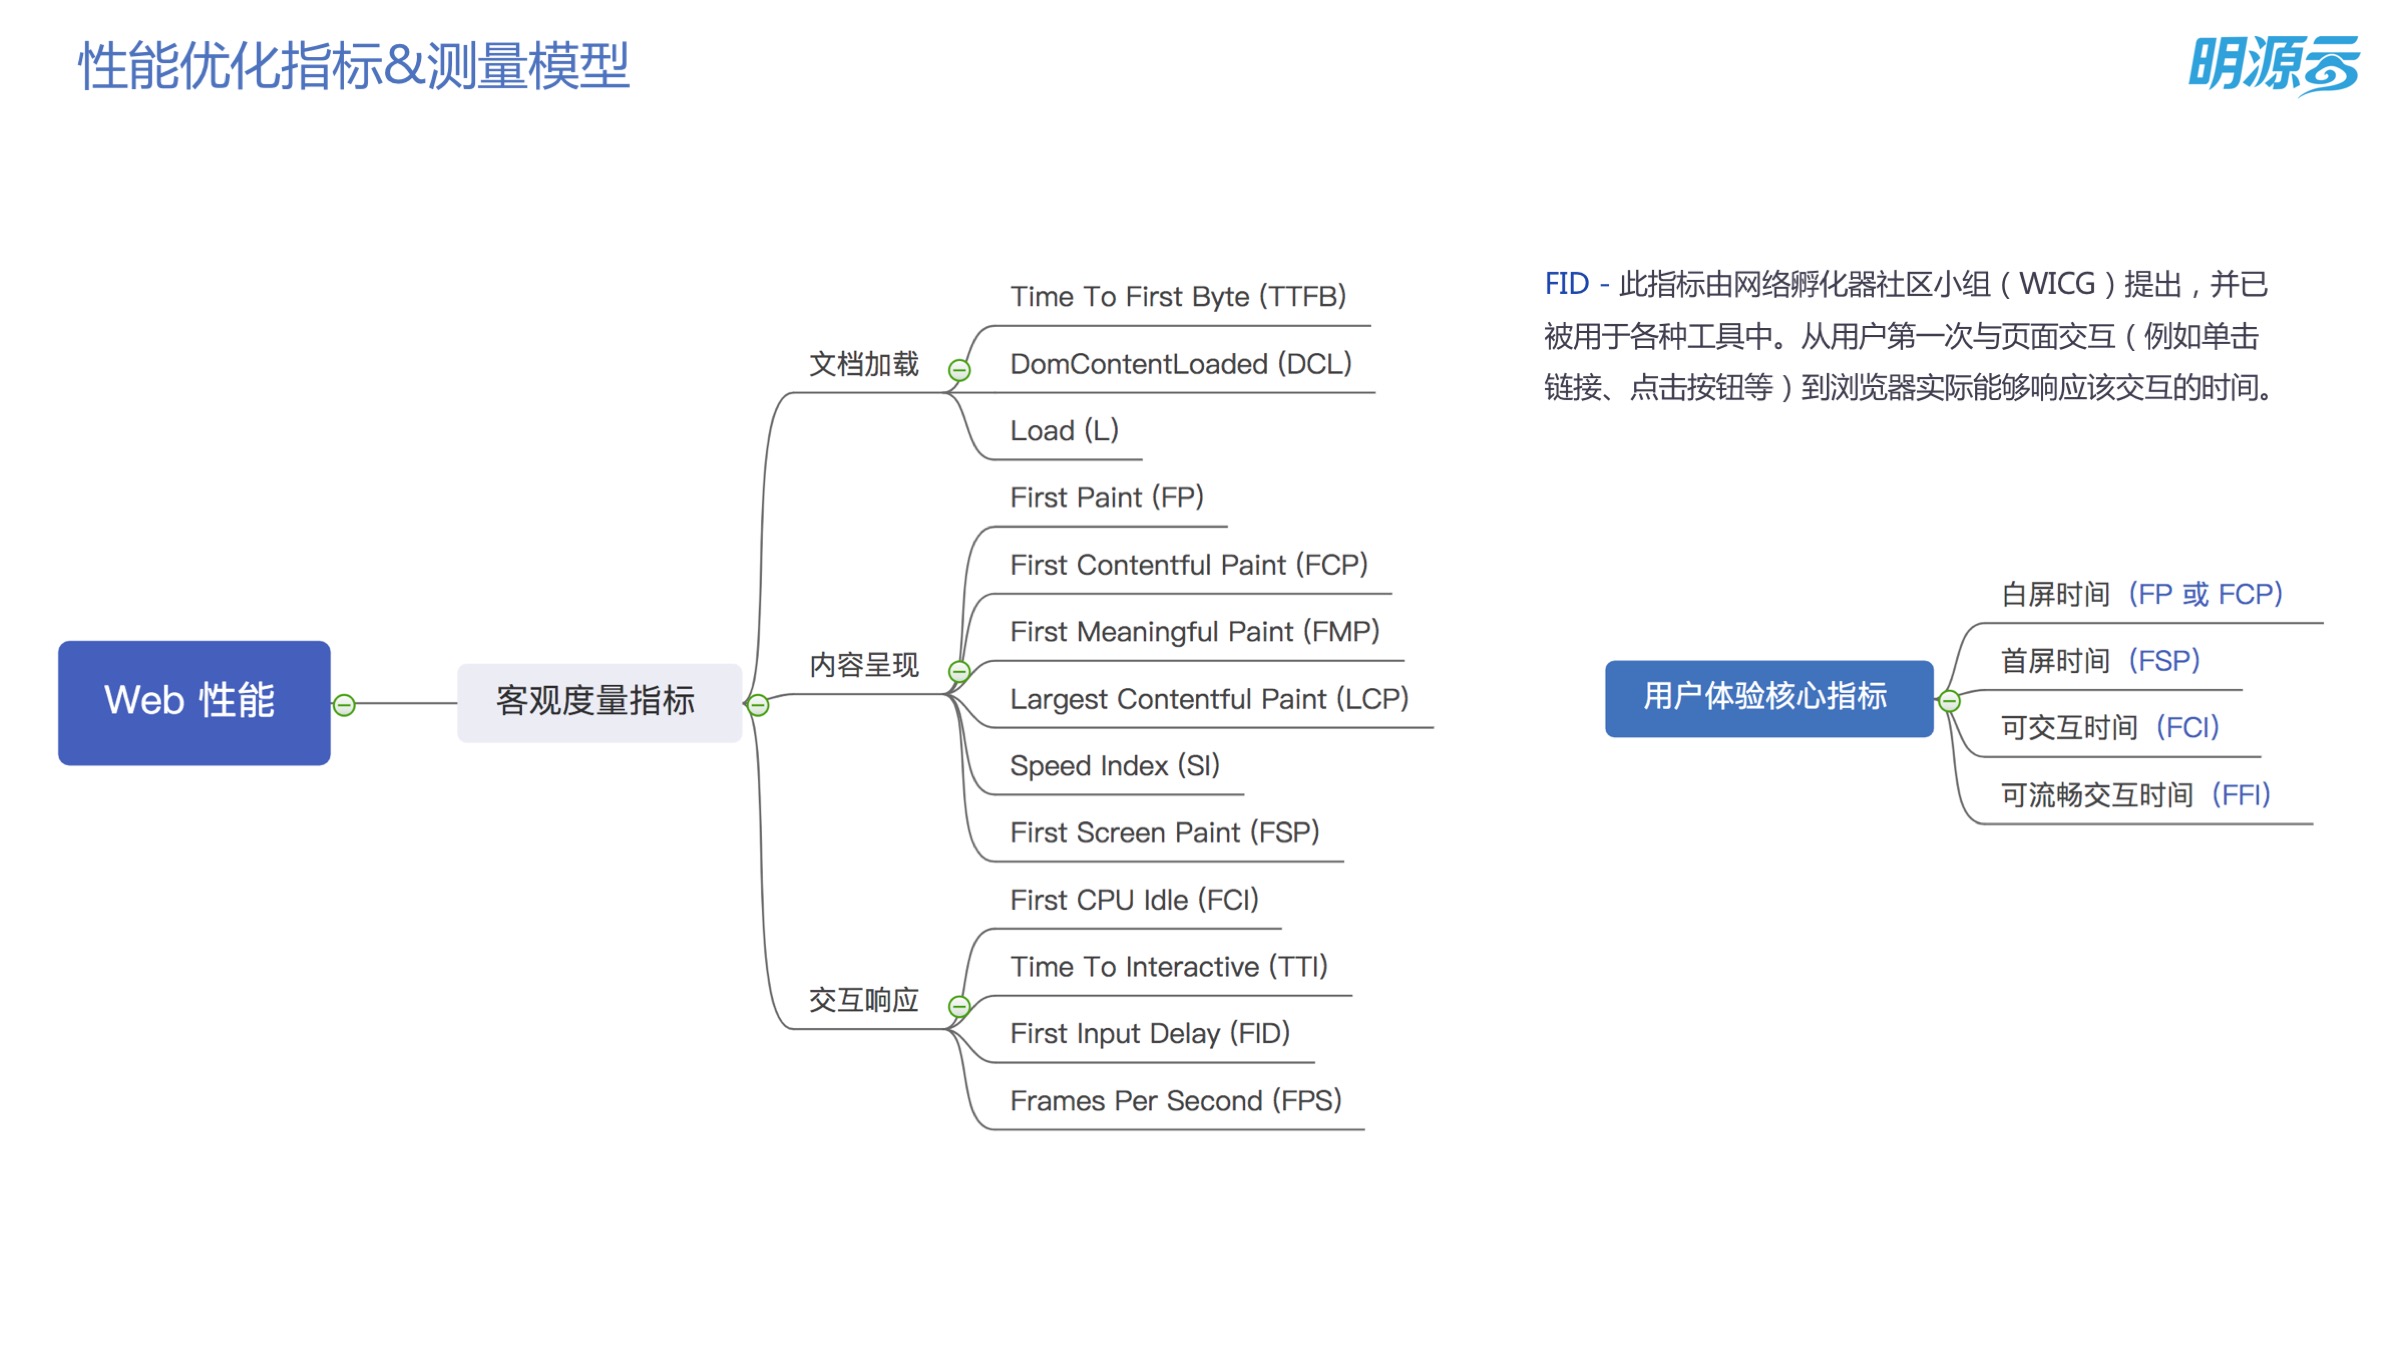 性能优化指标&测量模型
明源云
Time To First Byte (TTFB)
文档加载
DomContentLoaded (DCL)
Load (L)
First Paint (FP)
First Contentful Paint (FCP)
First Meaningful Paint (FMP)
Web 性能
客观度量指标
内容呈现
Largest Contentful Paint (LCP)
Speed Index (SI)
First Screen Paint (FSP)
First CPU Idle (FCI)
Time To Interactive (TTI)
交互响应
First Input Delay (FID)
Frames Per Second (FPS)
FID - 此指标由网络孵化器社区小组（WICG）提出，并已
被用于各种工具中。从用户第一次与页面交互（例如单击
链接、点击按钮等）到浏览器实际能够响应该交互的时间。
用户体验核心指标
白屏时间（FP 或 FCP)
首屏时间（FSP)
可交互时间（FCI)
可流畅交互时间（FFI)